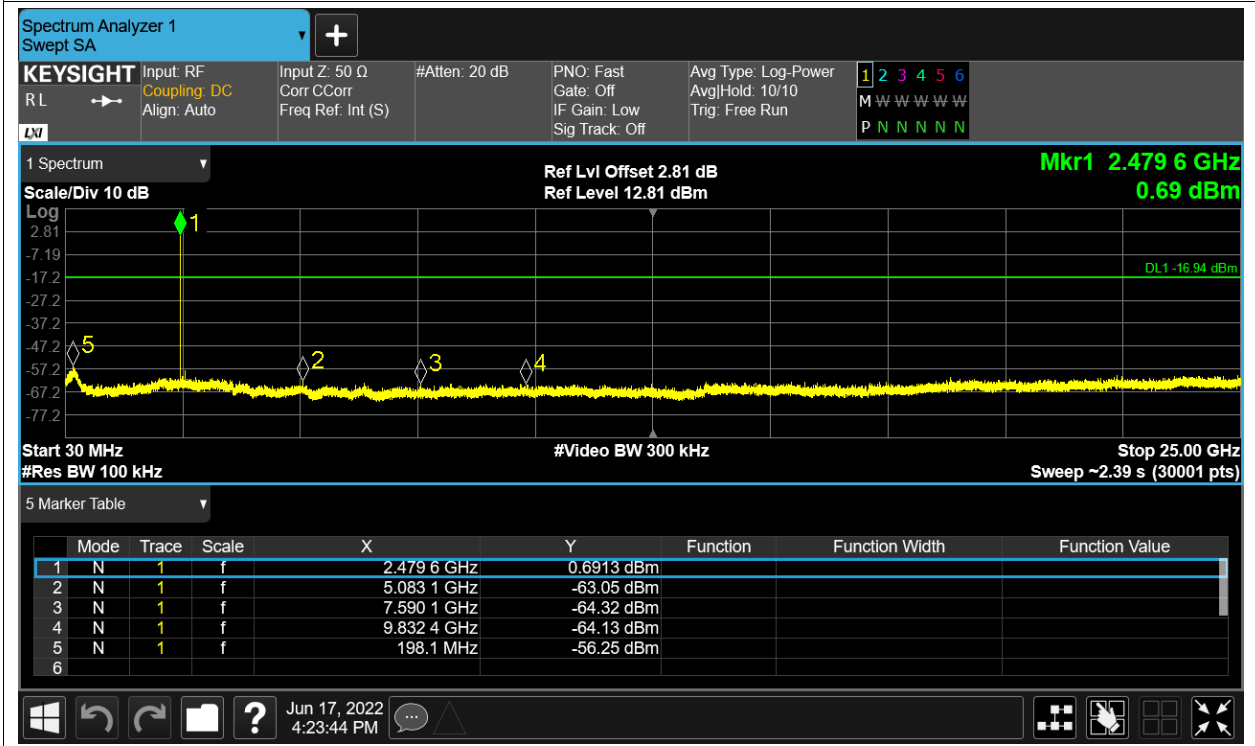 Spectrum Analyzer 1
Swept SA
+
KEYSIGHT
R L
LXI
Input: RF
Coupling: DC
Align: Auto
Input Z: 50 Ω
Corr CCorr
Freq Ref: Int (S)
#Atten: 20 dB
PNO: Fast
Gate: Off
IF Gain: Low
Sig Track: Off
Avg Type: Log-Power
Avg|Hold: 10/10
Trig: Free Run
1 2 3 4 5 6
M W W W W W
P N N N N N
1 Spectrum
Scale/Div 10 dB
Ref Lvl Offset 2.81 dB
Ref Level 12.81 dBm
Mkr1 2.479 6 GHz
0.69 dBm
Log
2.81
-7.19
-17.2
-27.2
-37.2
-47.2
-57.2
-67.2
-77.2
1
DL1 -16.94 dBm
5
2
3
4
Start 30 MHz
#Res BW 100 kHz
#Video BW 300 kHz
Stop 25.00 GHz
Sweep ~2.39 s (30001 pts)
5 Marker Table
Mode Trace Scale X Y Function Function Width Function Value
1 N 1 f 2.479 6 GHz 0.6913 dBm
2 N 1 f 5.083 1 GHz -63.05 dBm
3 N 1 f 7.590 1 GHz -64.32 dBm
4 N 1 f 9.832 4 GHz -64.13 dBm
5 N 1 f 198.1 MHz -56.25 dBm
6
?
Jun 17, 2022
4:23:44 PM